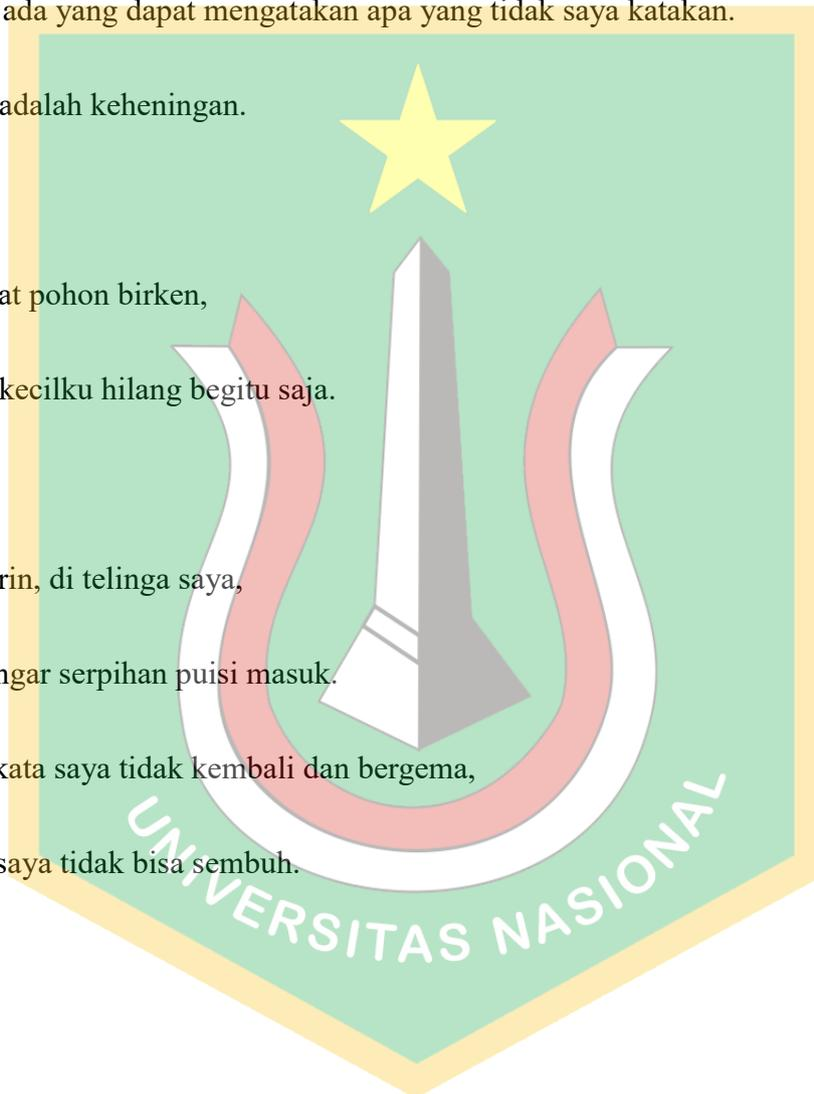 ada yang dapat mengatakan apa yang tidak saya katakan.
adalah keheningan.
at pohon birken,
kecilku hilang begitu saja.
rin, di telinga saya,
ngar serpihan puisi masuk.
kata saya tidak kembali dan bergema,
saya tidak bisa sembuh.
UNIVERSITAS NASIONAL